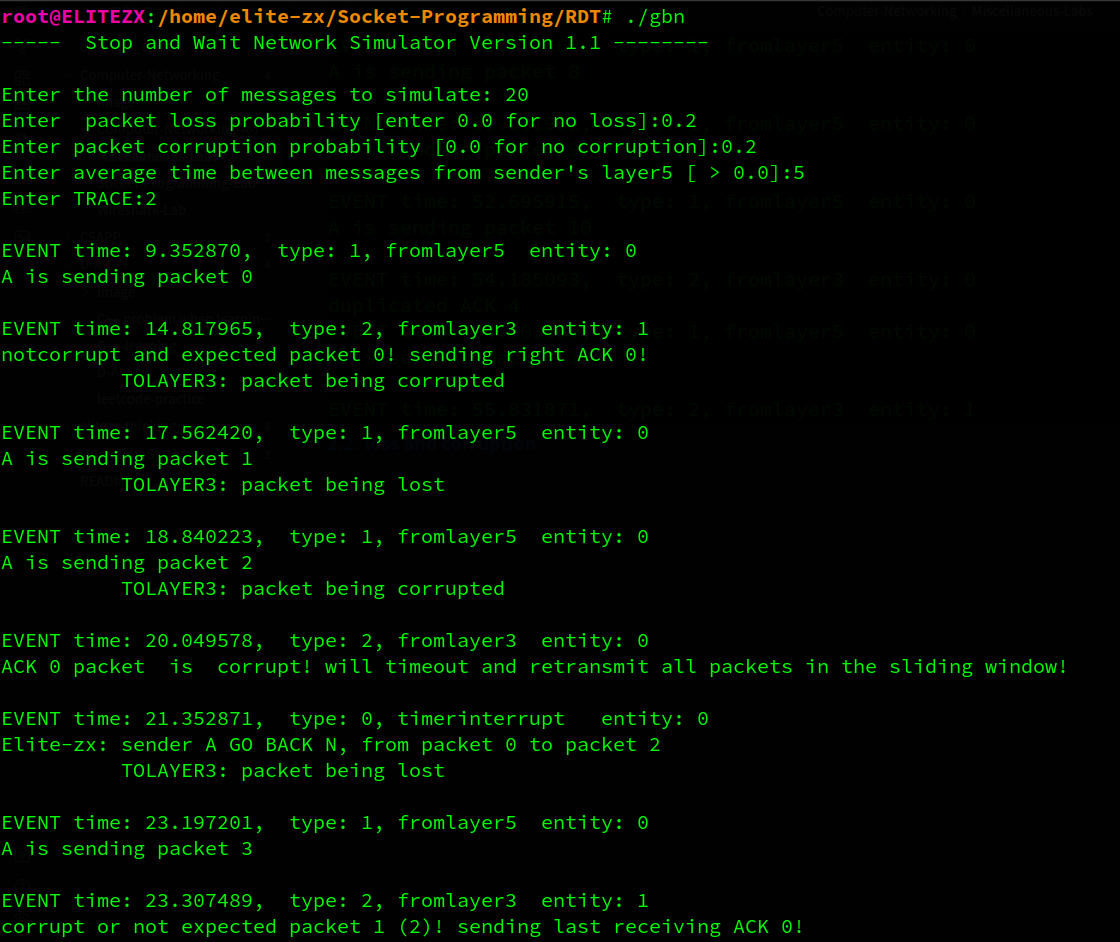 root@ELITEZX:/home/elite-zx/Socket-Programming/RDT# ./gbn
-----  Stop and Wait Network Simulator Version 1.1 --------
Enter the number of messages to simulate: 20
Enter  packet loss probability [enter 0.0 for no loss]:0.2
Enter packet corruption probability [0.0 for no corruption]:0.2
Enter average time between messages from sender's layer5 [ > 0.0]:5
Enter TRACE:2
EVENT time: 9.352870,  type: 1, fromlayer5  entity: 0
A is sending packet 0
EVENT time: 14.817965,  type: 2, fromlayer3  entity: 1
notcorrupt and expected packet 0! sending right ACK 0!
          TOLAYER3: packet being corrupted
EVENT time: 17.562420,  type: 1, fromlayer5  entity: 0
A is sending packet 1
          TOLAYER3: packet being lost
EVENT time: 18.840223,  type: 1, fromlayer5  entity: 0
A is sending packet 2
          TOLAYER3: packet being corrupted
EVENT time: 20.049578,  type: 2, fromlayer3  entity: 0
ACK 0 packet  is  corrupt! will timeout and retransmit all packets in the sliding window!
EVENT time: 21.352871,  type: 0, timerinterrupt   entity: 0
Elite-zx: sender A GO BACK N, from packet 0 to packet 2
          TOLAYER3: packet being lost
EVENT time: 23.197201,  type: 1, fromlayer5  entity: 0
A is sending packet 3
EVENT time: 23.307489,  type: 2, fromlayer3  entity: 1
corrupt or not expected packet 1 (2)! sending last receiving ACK 0!